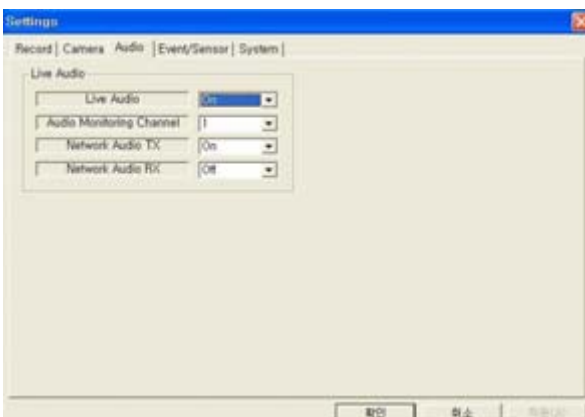 Settings
Record Camera Audio Event/Sensor System
Live Audio
Live Audio On
Audio Monitoring Channel 1
Network Audio TX On
Network Audio RX Off
확인 취소